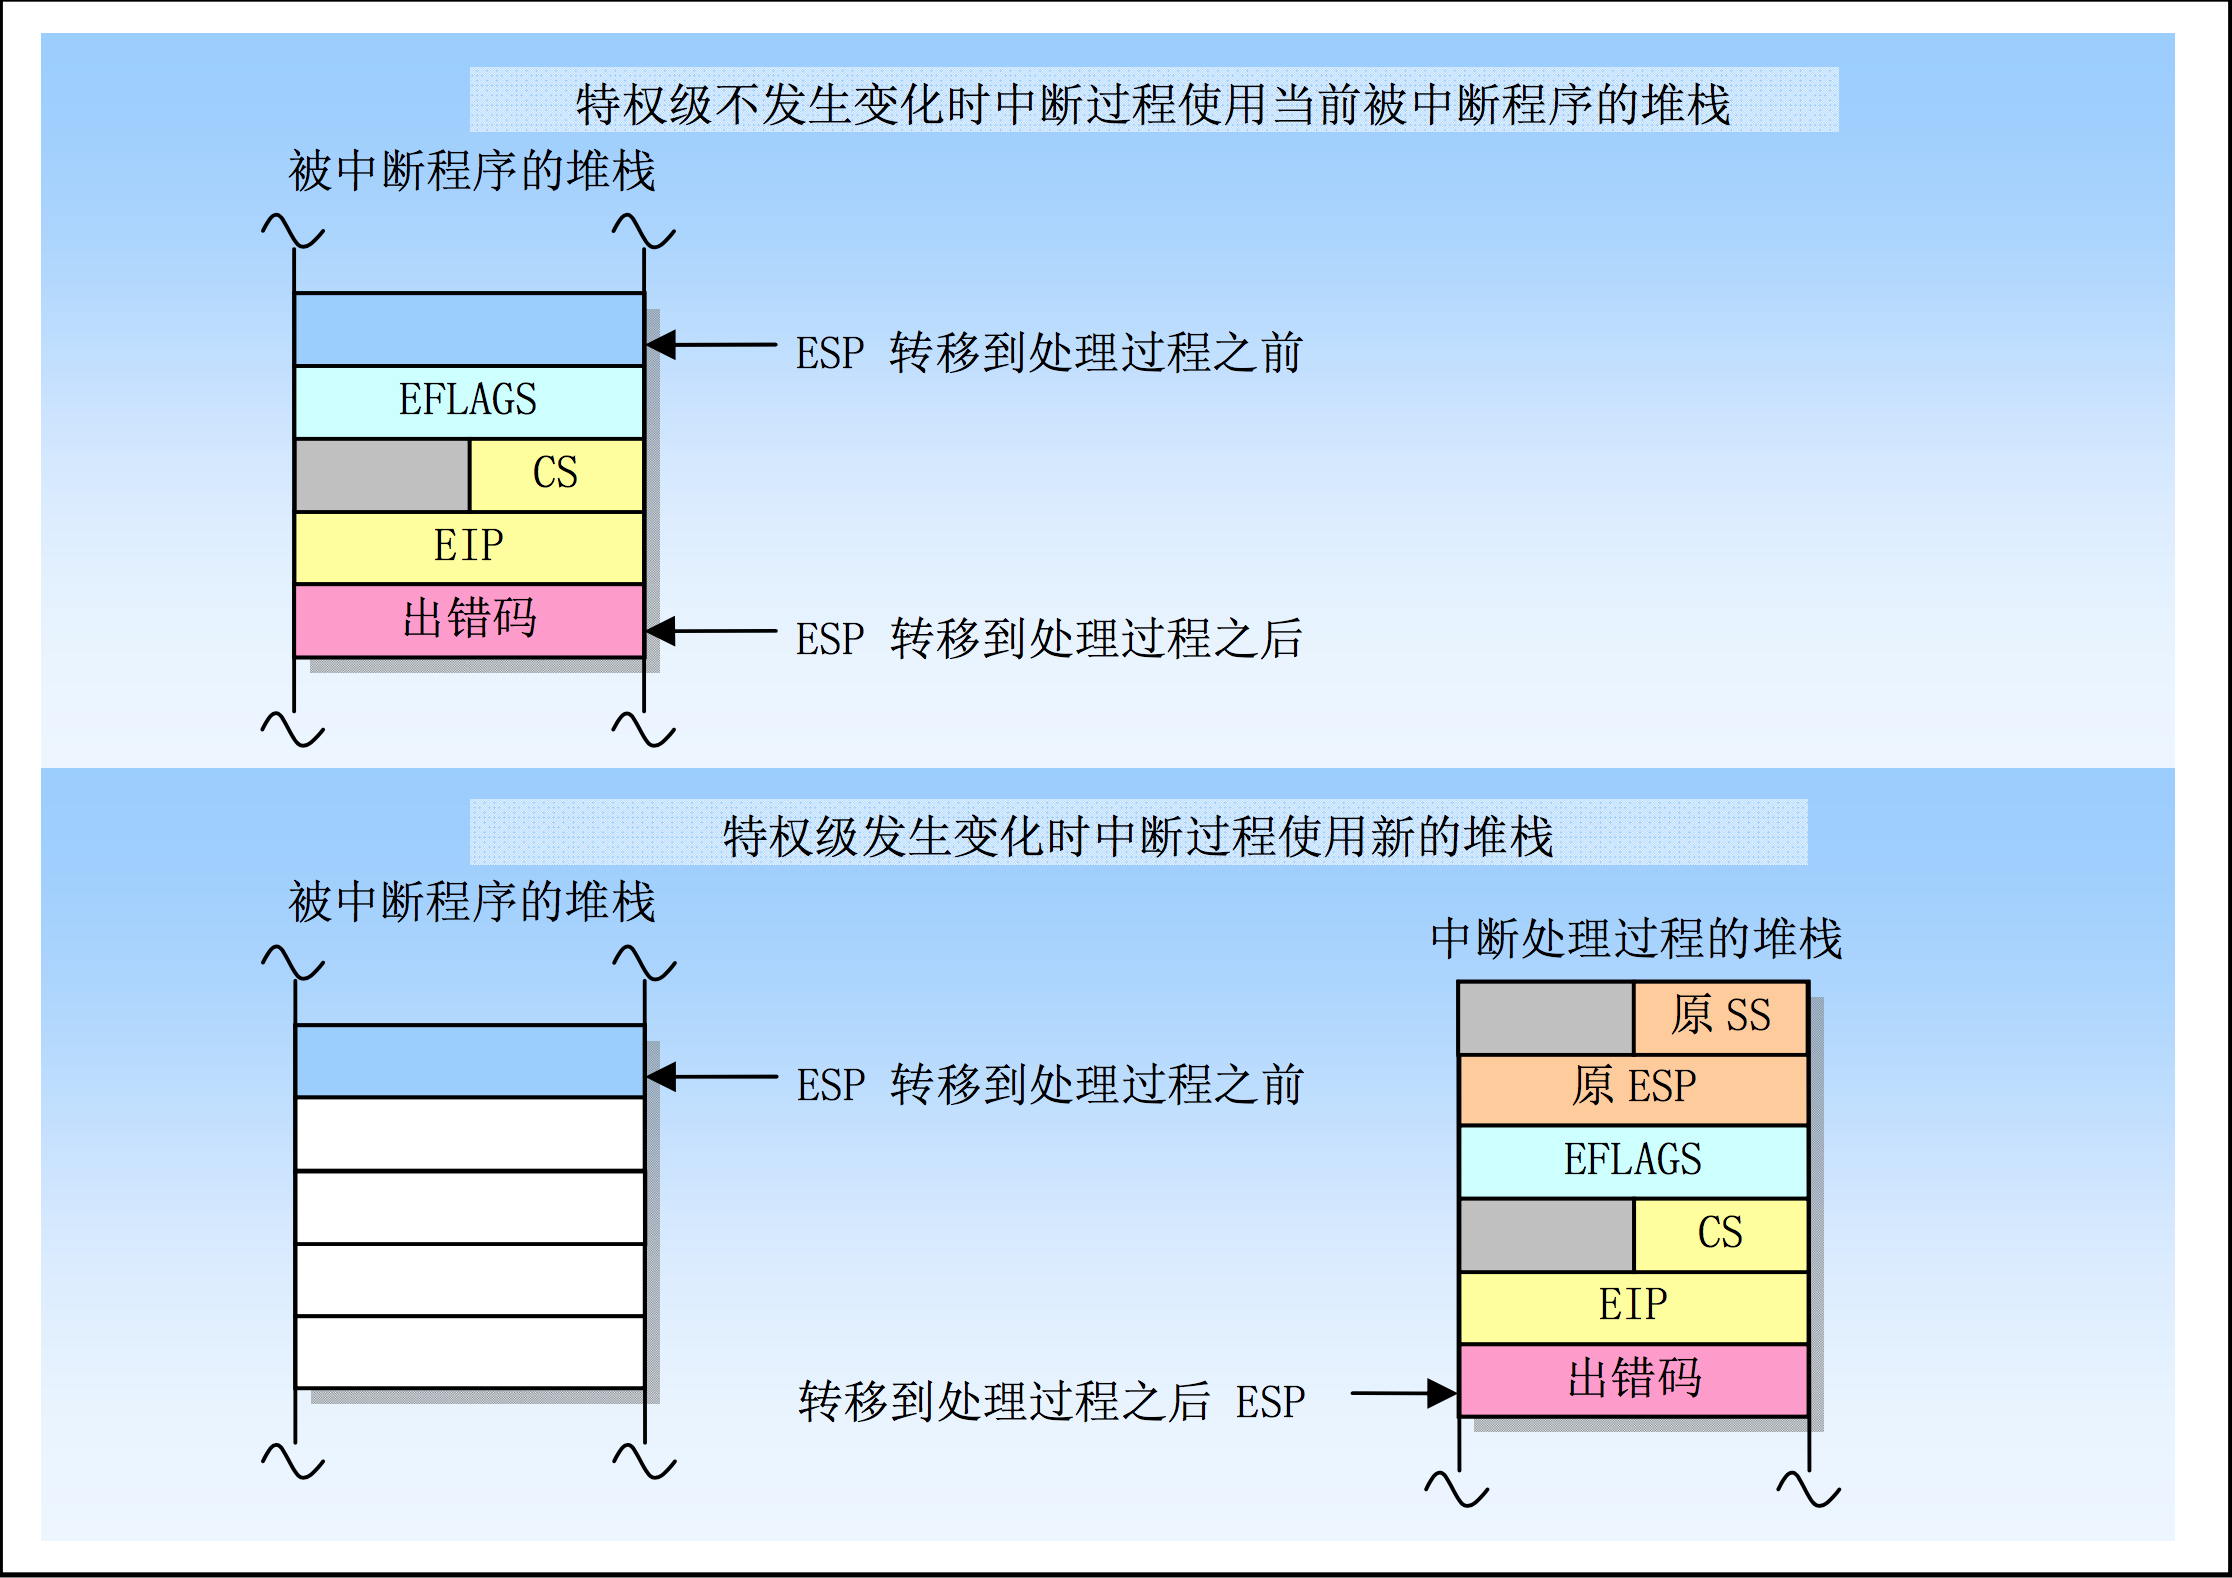 特权级不发生变化时中断过程使用当前被中断程序的堆栈
被中断程序的堆栈
ESP 转移到处理过程之前
EFLAGS
CS
EIP
出错码
ESP 转移到处理过程之后
特权级发生变化时中断过程使用新的堆栈
被中断程序的堆栈
中断处理过程的堆栈
原 SS
ESP 转移到处理过程之前
原 ESP
EFLAGS
CS
EIP
出错码
转移到处理过程之后 ESP